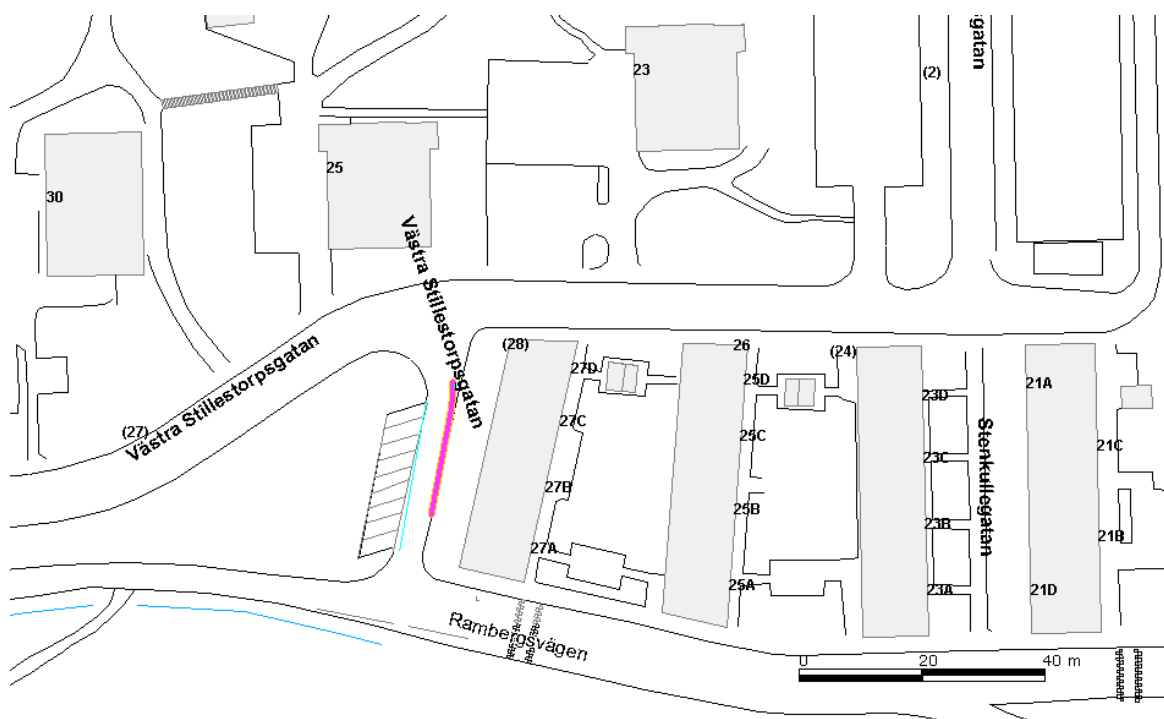 gatan
23
(2)
25
30
Västra Stillestorpsgatan
Västra Stillestorpsgatan
(27)
(28)
26
(24)
27D
25D
21A
23D
27C
25C
Stenkullegatan
21C
23C
27B
25B
23B
21B
27A
25A
23A
21D
Rambergsvägen
0 20 40 m